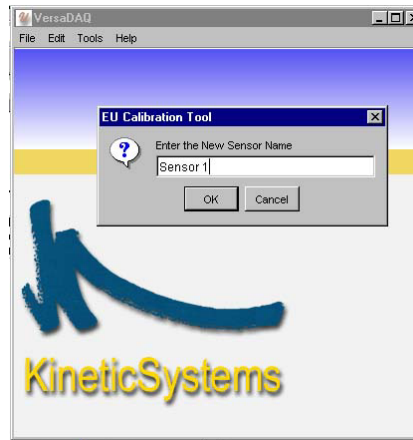 VersaDAQ
File Edit Tools Help
EU Calibration Tool
Enter the New Sensor Name
Sensor 1
OK Cancel
KineticSystems